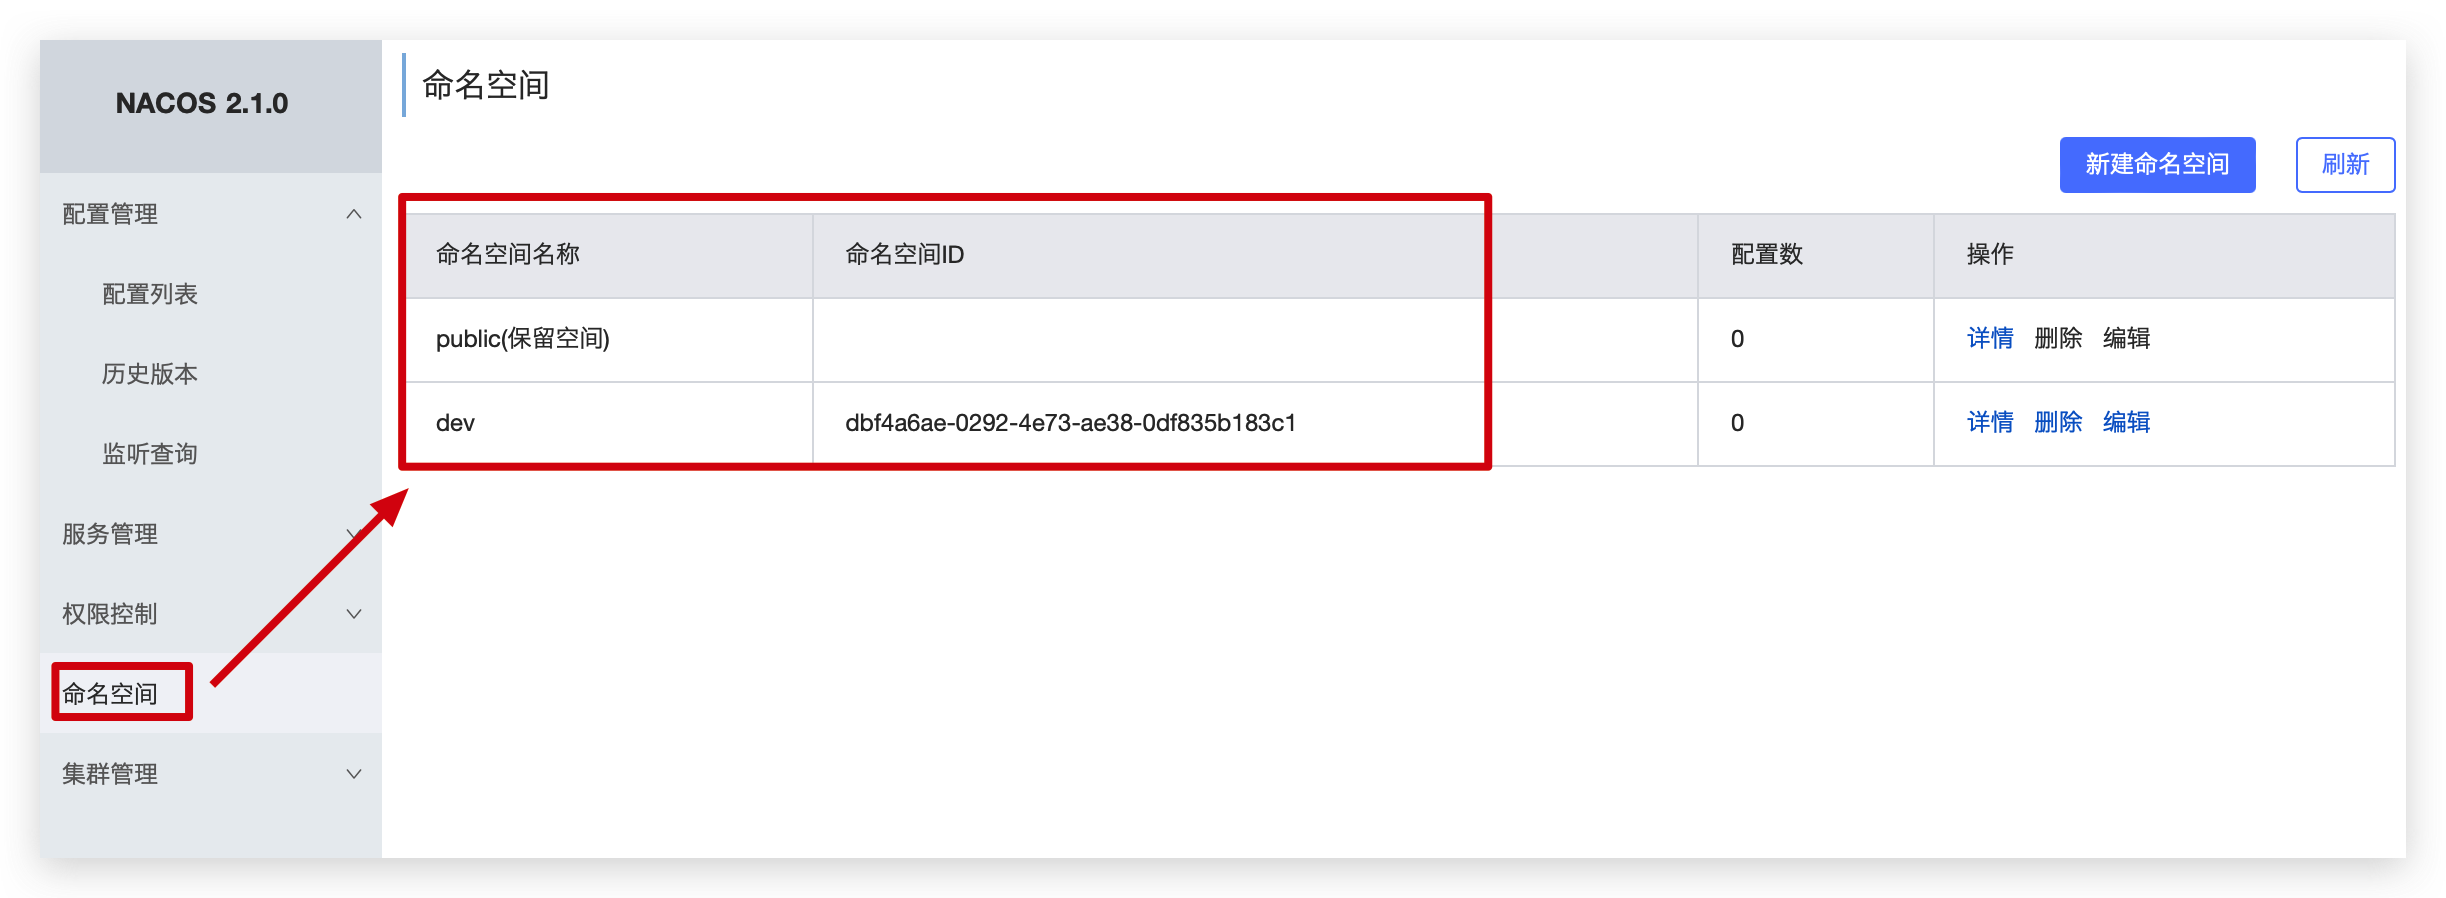 NACOS 2.1.0
配置管理
配置列表
历史版本
监听查询
服务管理
权限控制
命名空间
集群管理
命名空间
新建命名空间 刷新
命名空间名称 命名空间ID 配置数 操作
public(保留空间) 0 详情 删除 编辑
dev dbf4a6ae-0292-4e73-ae38-0df835b183c1 0 详情 删除 编辑